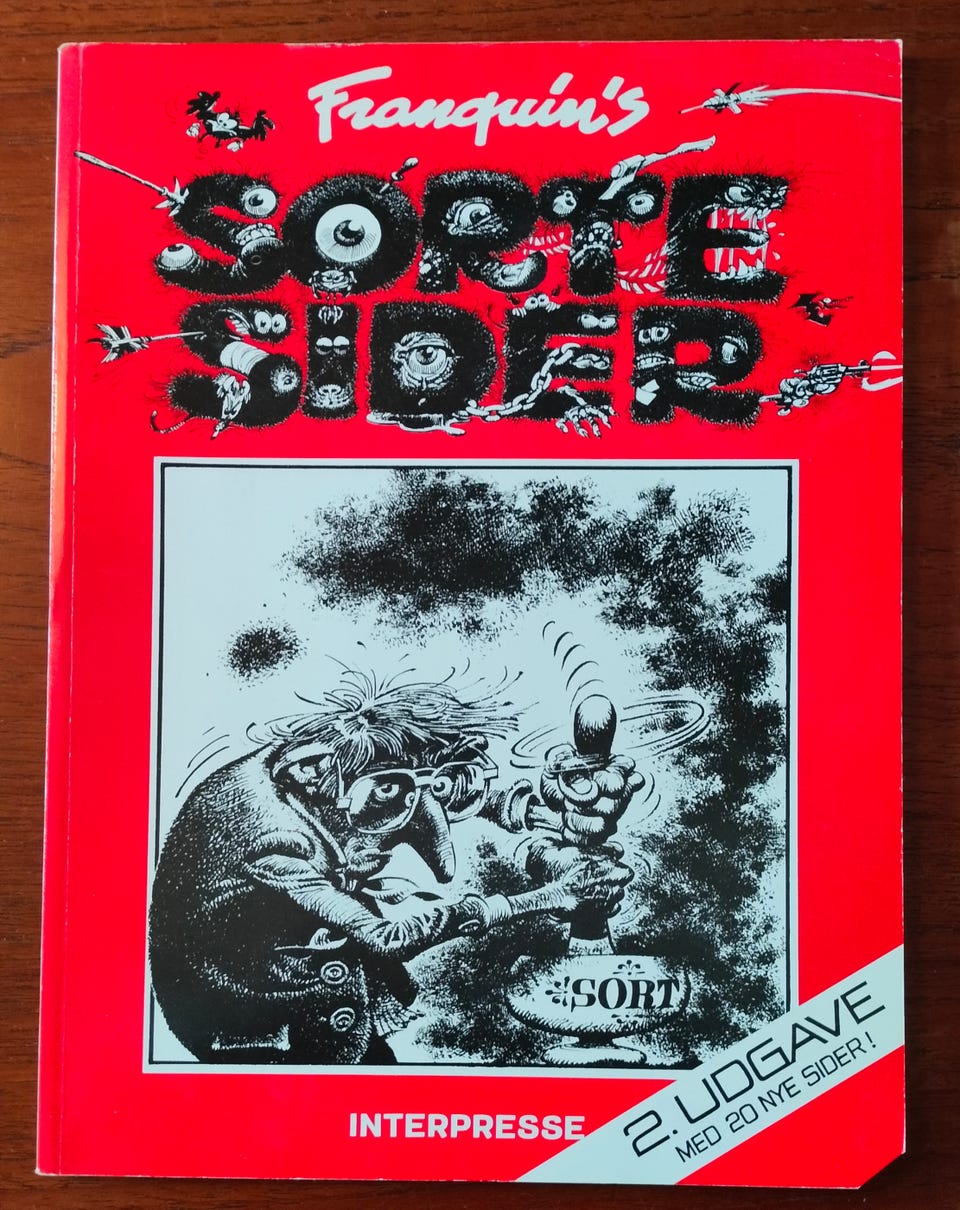 Franquin's
SORTE
SIDER
SORT
2. UDGAVE
MED 20 NYE SIDER!
INTERPRESSE